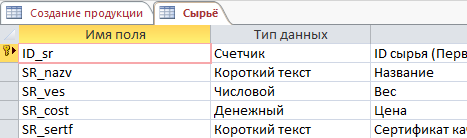 Создание продукции Сырьё
Имя поля Тип данных
ID_sr Счетчик ID сырья (Перв
SR_nazv Короткий текст Название
SR_ves Числовой Вес
SR_cost Денежный Цена
SR_sertf Короткий текст Сертификат ка